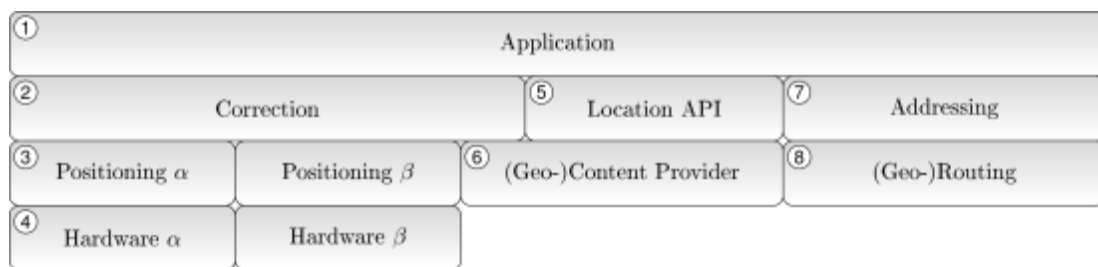 ① Application
② Correction ⑤ Location API ⑦ Addressing
③ Positioning α Positioning β ⑥ (Geo-)Content Provider ⑧ (Geo-)Routing
④ Hardware α Hardware β